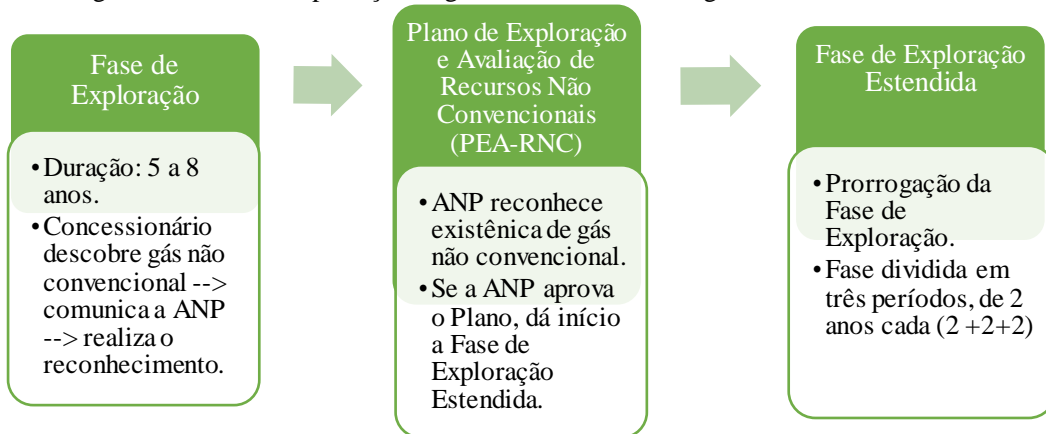 Fase de
Exploração
•Duração: 5 a 8
anos.
•Concessionário
descobre gás não
convencional -->
comunica a ANP
--> realiza o
reconhecimento.
Plano de Exploração
e Avaliação de
Recursos Não
Convencionais
(PEA-RNC)
•ANP reconhece
existênica de gás
não convencional.
•Se a ANP aprova
o Plano, dá início
a Fase de
Exploração
Estendida.
Fase de Exploração
Estendida
•Prorrogação da
Fase de
Exploração.
•Fase dividida em
três períodos, de 2
anos cada (2 +2+2)